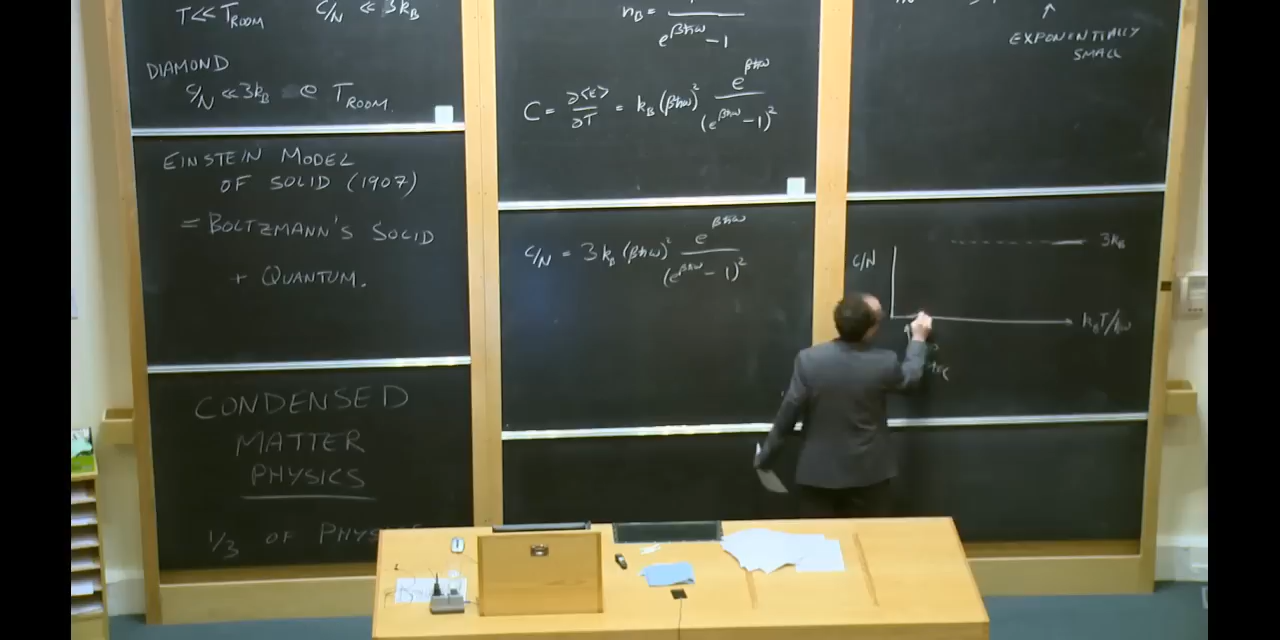 T ≪ T_ROOM C/N ≪ 3k_B
DIAMOND
C/N ≪ 3k_B @ T_ROOM.
EINSTEIN MODEL
OF SOLID (1907)
= BOLTZMANN'S SOLID
+ QUANTUM.
CONDENSED
MATTER
PHYSICS
1/3 OF
n_B = 
e^{βħω} - 1
C = ∂<E>/∂T = k_B (βħω)^2 e^{βħω}/(e^{βħω} - 1)^2
C/N = 3k_B (βħω)^2 e^{βħω}/(e^{βħω} - 1)^2
EXPONENTIALLY
SMALL
C/N
3k_B
k_B T/ħω